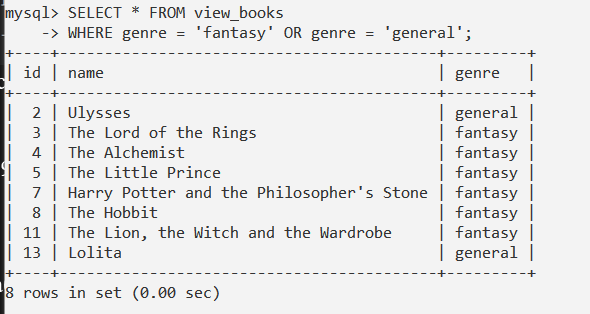 mysql> SELECT * FROM view_books
    -> WHERE genre = 'fantasy' OR genre = 'general';
+----+-----------------------------------------+---------+
| id | name                                    | genre   |
+----+-----------------------------------------+---------+
|  2 | Ulysses                                 | general |
|  3 | The Lord of the Rings                   | fantasy |
|  4 | The Alchemist                           | fantasy |
|  5 | The Little Prince                       | fantasy |
|  7 | Harry Potter and the Philosopher's Stone | fantasy |
|  8 | The Hobbit                              | fantasy |
| 11 | The Lion, the Witch and the Wardrobe    | fantasy |
| 13 | Lolita                                  | general |
+----+-----------------------------------------+---------+
8 rows in set (0.00 sec)